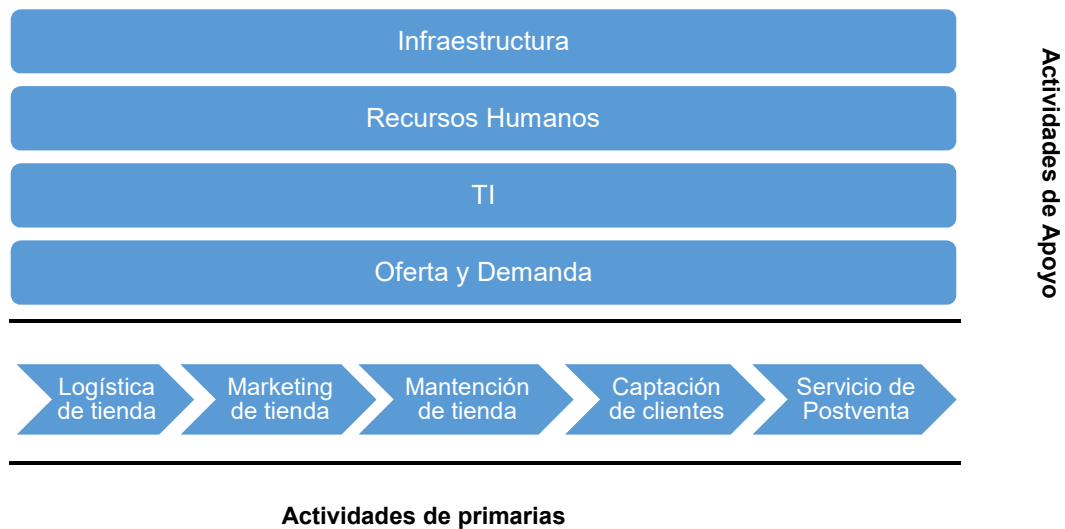 Infraestructura
Recursos Humanos
TI
Oferta y Demanda
Actividades de Apoyo
Logística
de tienda
Marketing
de tienda
Mantención
de tienda
Captación
de clientes
Servicio de
Postventa
Actividades de primarias